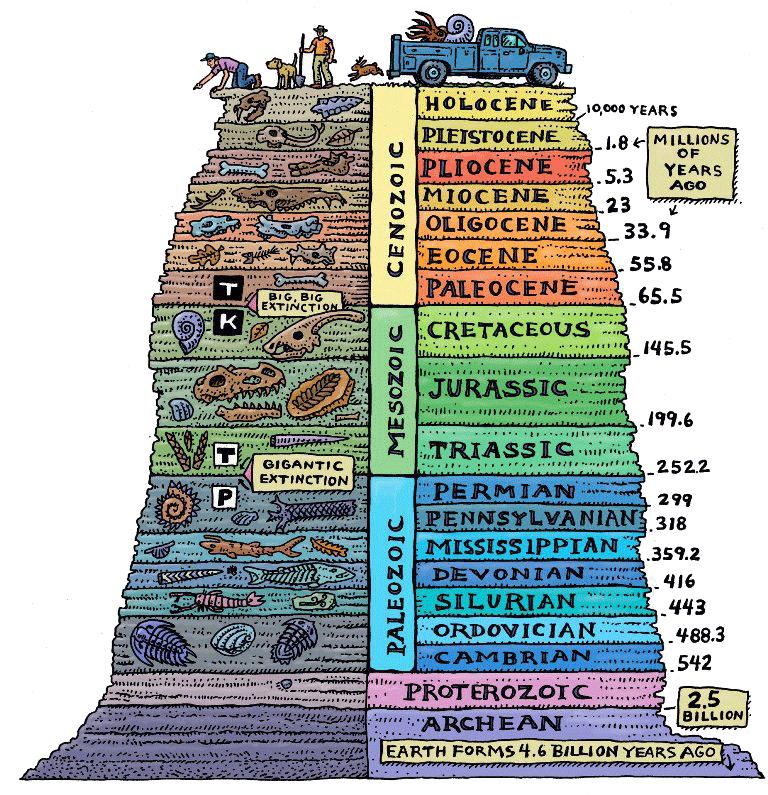 HOLOCENE
10,000 YEARS
PLEISTOCENE
1.8
MILLIONS
OF
YEARS
AGO
PLIOCENE
5.3
MIOCENE
23
OLIGOCENE
33.9
EOCENE
55.8
PALEOCENE
65.5
CENOZOIC
T
BIG, BIG
EXTINCTION
K
CRETACEOUS
145.5
JURASSIC
199.6
TRIASSIC
252.2
MESOZOIC
T
GIGANTIC
EXTINCTION
P
PERMIAN
299
PENNSYLVANIAN
318
MISSISSIPPIAN
359.2
DEVONIAN
416
SILURIAN
443
ORDOVICIAN
488.3
CAMBRIAN
542
PALEOZOIC
PROTEROZOIC
2.5
BILLION
ARCHEAN
EARTH FORMS 4.6 BILLION YEARS AGO